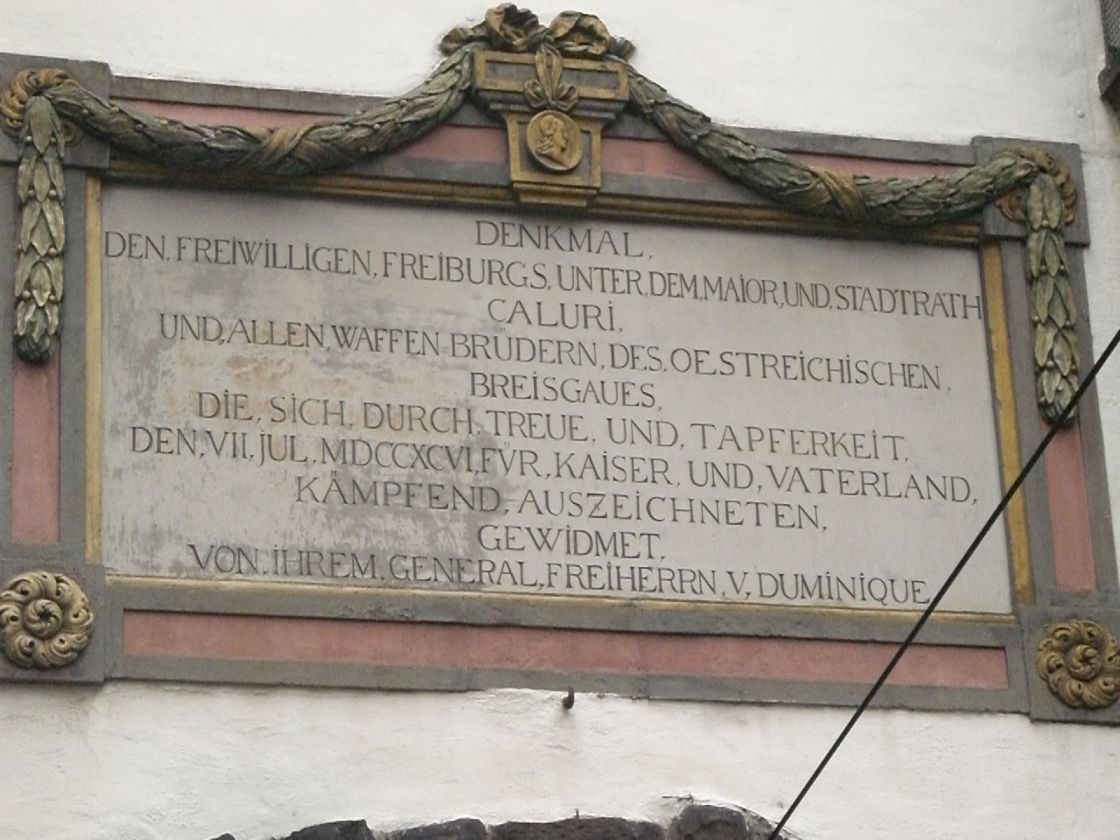 DENKMAL,
DEN, FREIWILLIGEN, FREIBURGS, UNTER, DEM, MAIOR, UND, STADTRATH
CALURI,
UND, ALLEN, WAFFEN-BRÜDERN, DES, OESTREICHISCHEN,
BREISGAUES,
DIE, SICH, DURCH, TREUE, UND, TAPFERKEIT,
DEN, VII, JUL, MDCCXCVI, FŸR, KAISER, UND, VATERLAND,
KÄMPFEND, AUSZEICHNETEN,
GEWIDMET,
VON, IHREM, GENERAL, FREIHERRN, V, DUMINIQUE